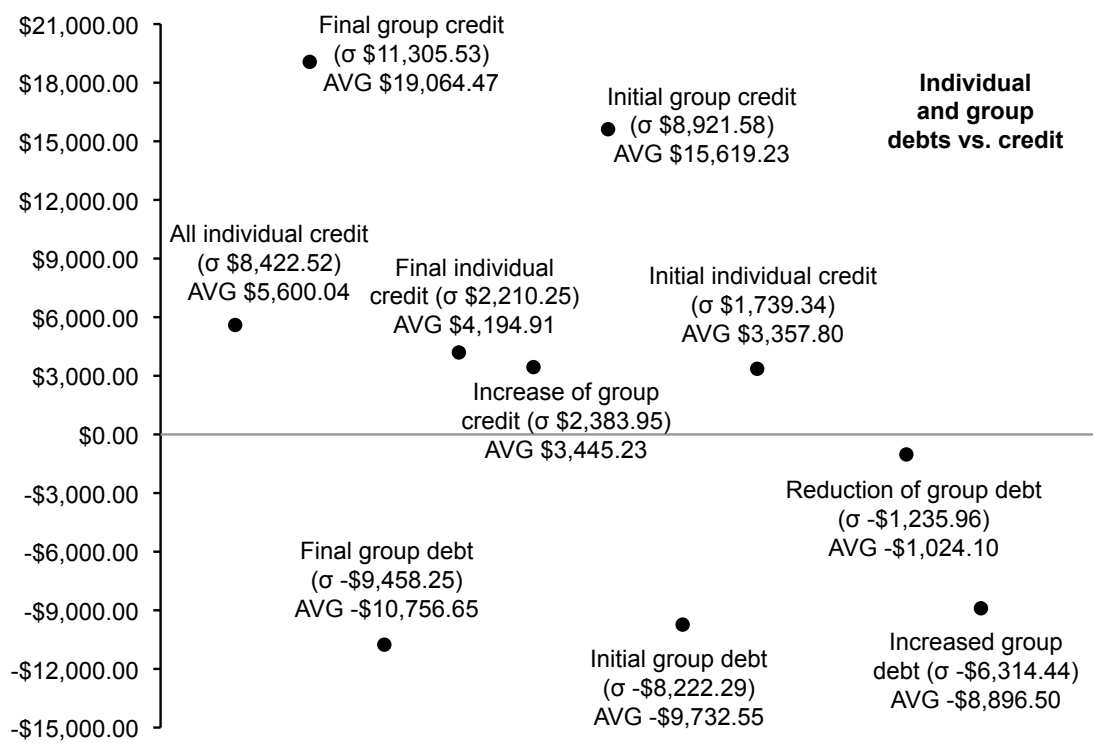 $21,000.00
$18,000.00
$15,000.00
$12,000.00
$9,000.00
$6,000.00
$3,000.00
$0.00
-$3,000.00
-$6,000.00
-$9,000.00
-$12,000.00
-$15,000.00
Final group credit
(σ $11,305.53)
AVG $19,064.47
Initial group credit
(σ $8,921.58)
AVG $15,619.23
Individual
and group
debts vs. credit
All individual credit
(σ $8,422.52)
AVG $5,600.04
Final individual
credit (σ $2,210.25)
AVG $4,194.91
Initial individual credit
(σ $1,739.34)
AVG $3,357.80
Increase of group
credit (σ $2,383.95)
AVG $3,445.23
Reduction of group debt
(σ -$1,235.96)
AVG -$1,024.10
Final group debt
(σ -$9,458.25)
AVG -$10,756.65
Initial group debt
(σ -$8,222.29)
AVG -$9,732.55
Increased group
debt (σ -$6,314.44)
AVG -$8,896.50